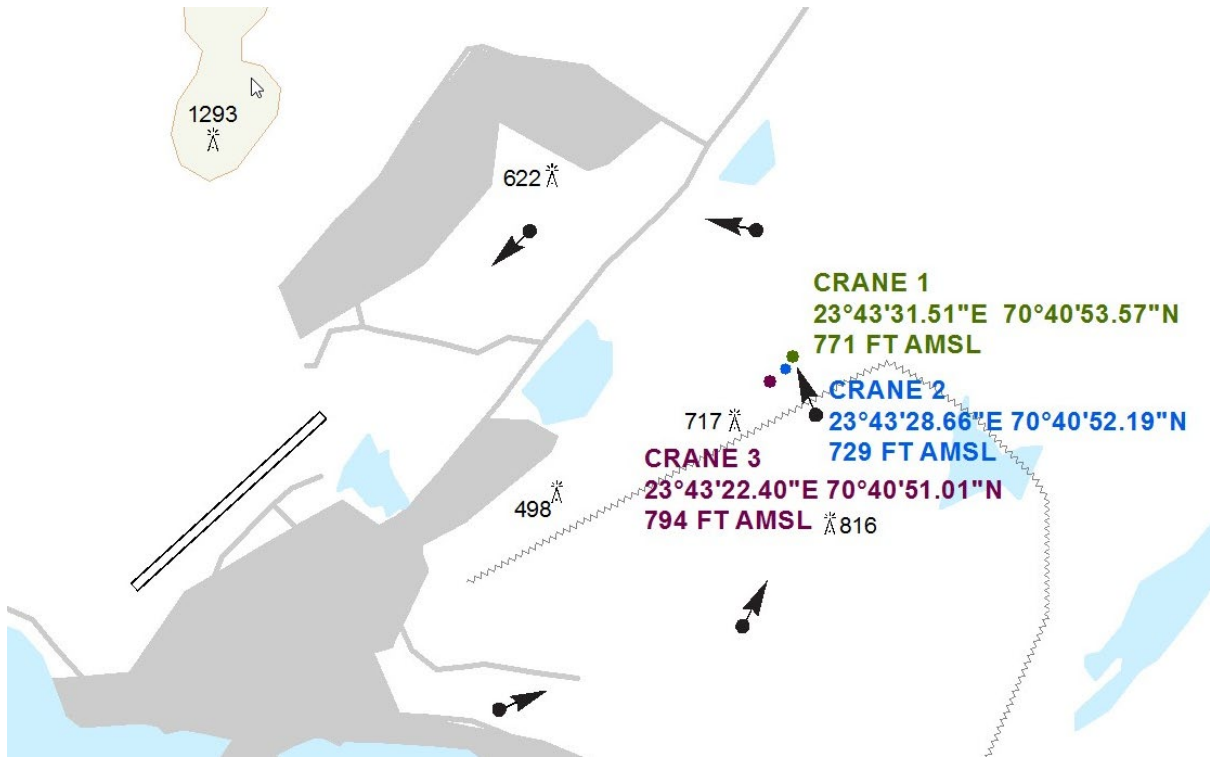 1293
622
CRANE 1
23°43'31.51"E 70°40'53.57"N
771 FT AMSL
CRANE 2
23°43'28.66"E 70°40'52.19"N
729 FT AMSL
717
CRANE 3
23°43'22.40"E 70°40'51.01"N
794 FT AMSL
498
816